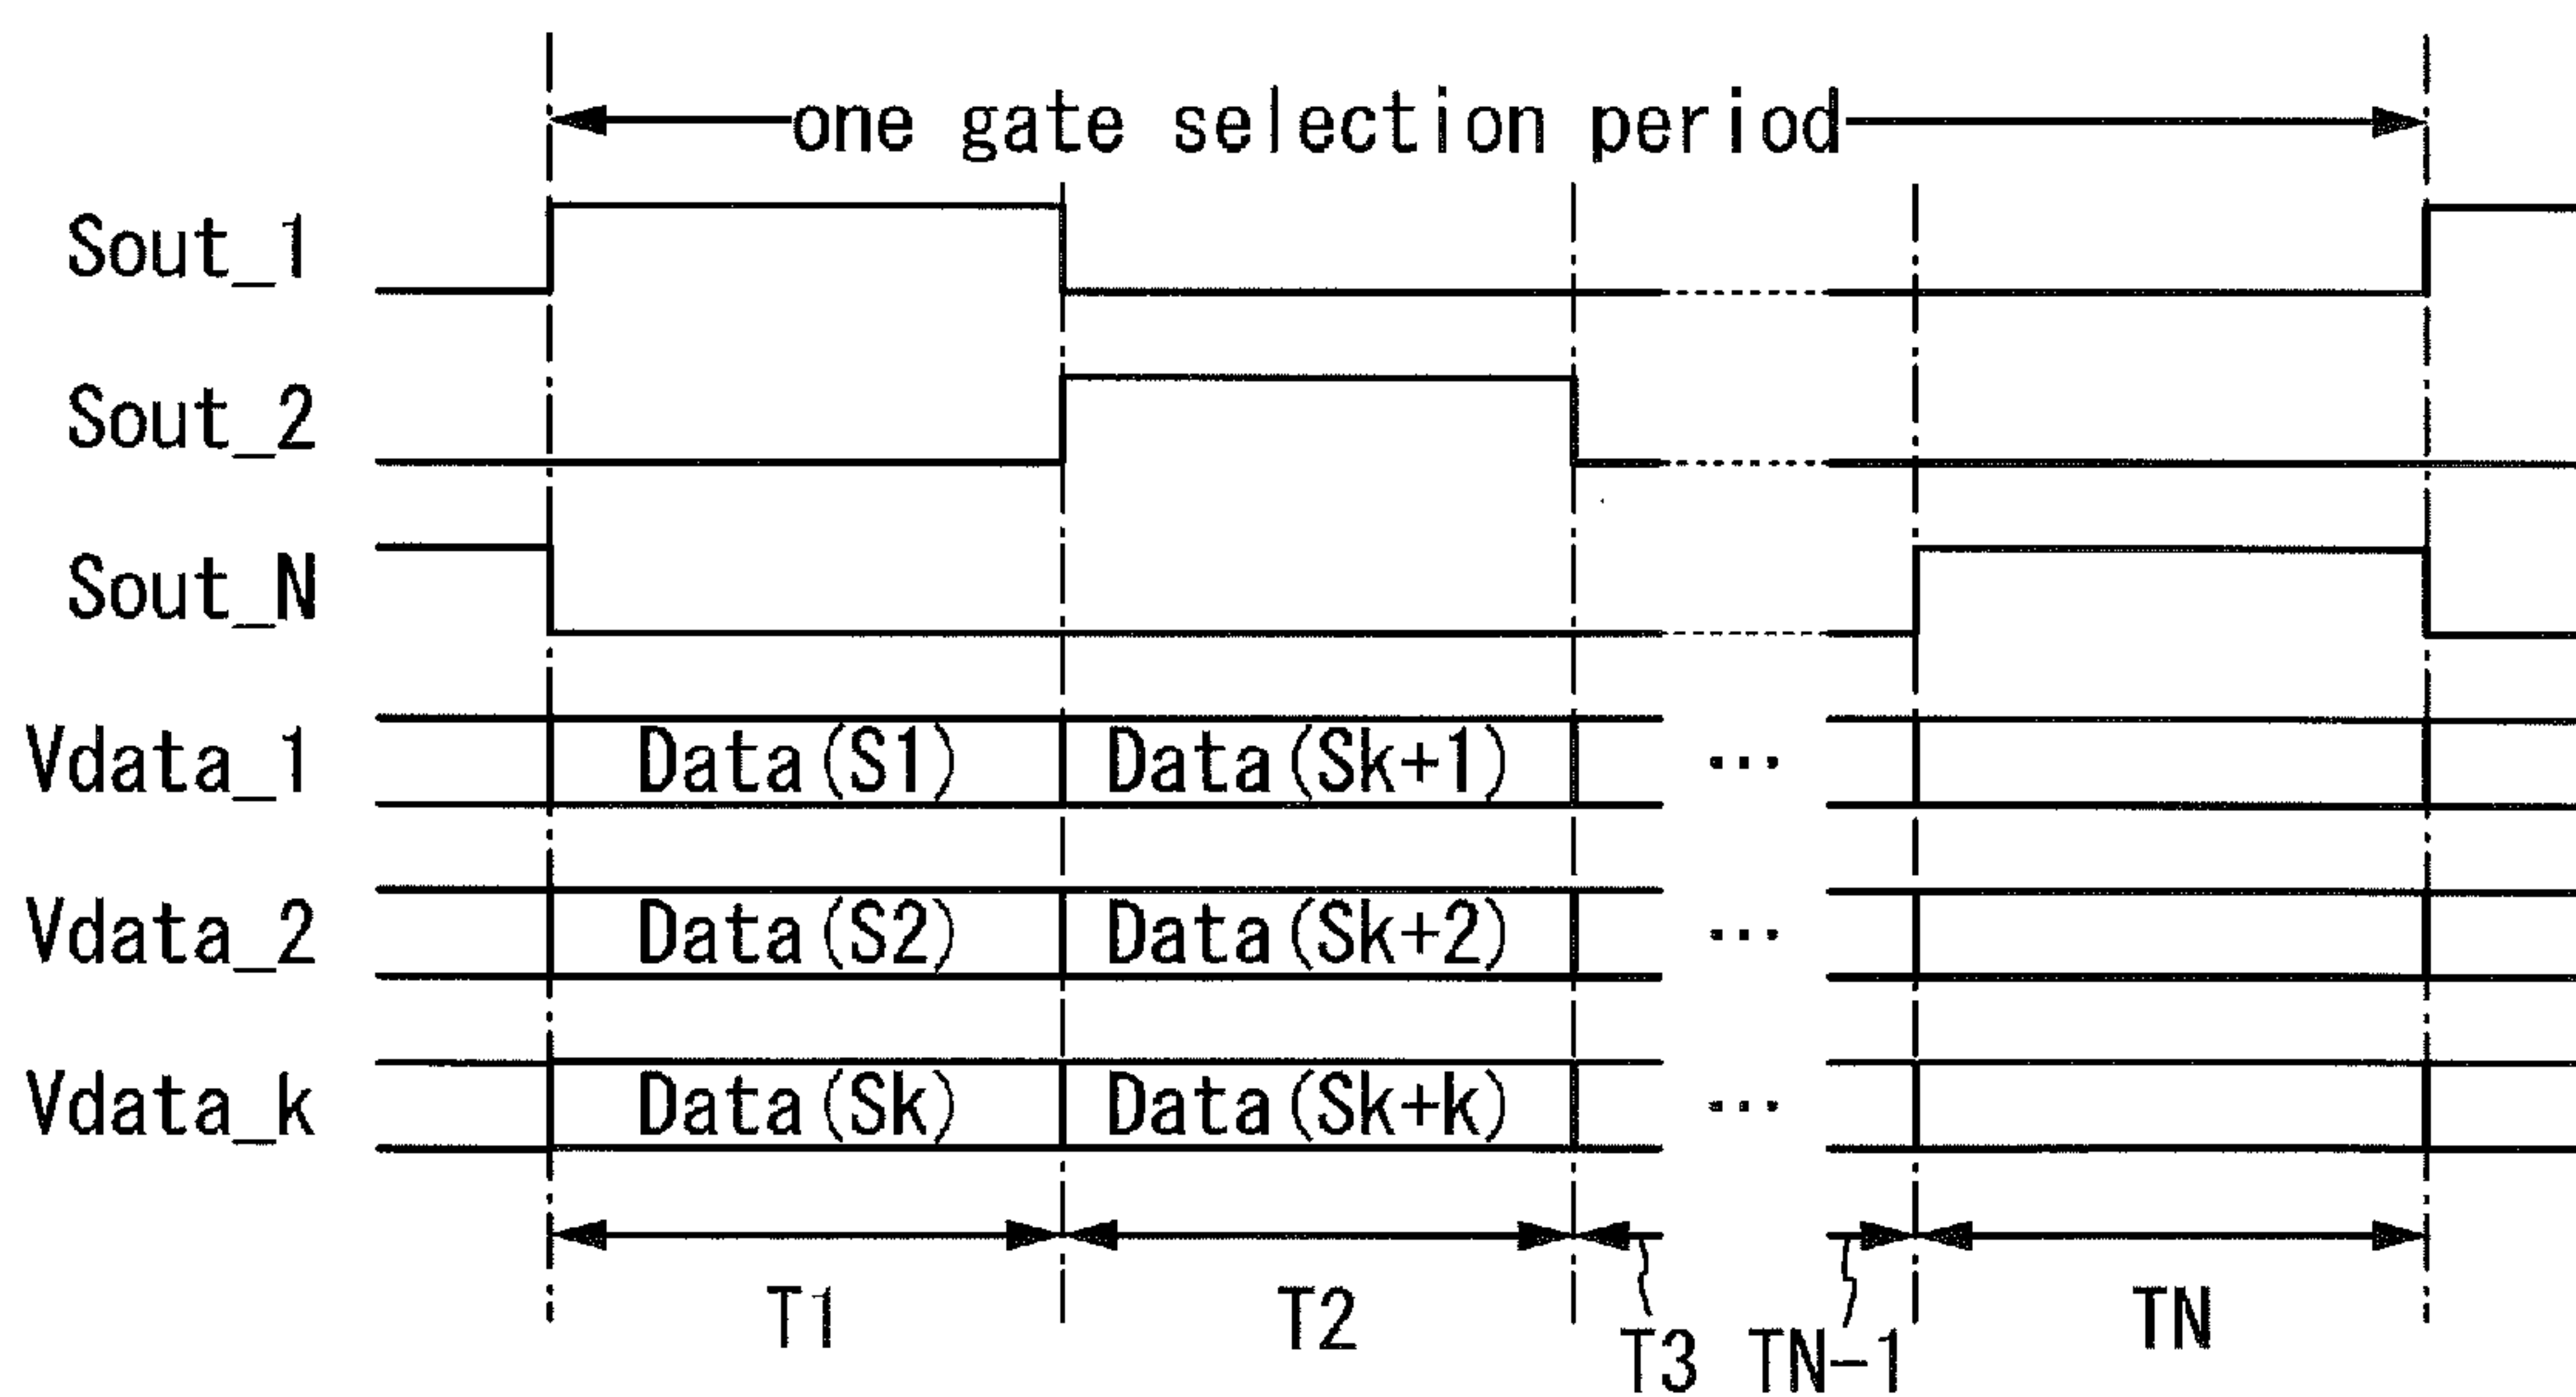 one gate selection period
Sout_1
Sout_2
Sout_N
Vdata_1 Data(S1) Data(Sk+1) ...
Vdata_2 Data(S2) Data(Sk+2) ...
Vdata_k Data(Sk) Data(Sk+k) ...
T1 T2 T3 TN-1 TN